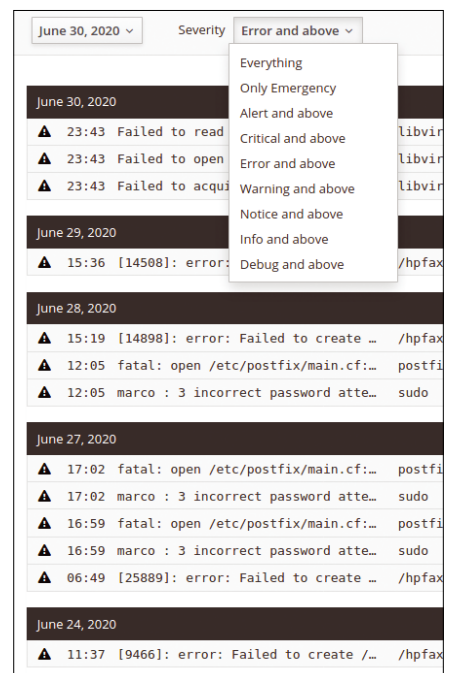 June 30, 2020 Severity Error and above
Everything
Only Emergency
Alert and above
Critical and above
Error and above
Warning and above
Notice and above
Info and above
Debug and above
June 30, 2020
23:43 Failed to read libvir
23:43 Failed to open libvir
23:43 Failed to acqui libvir
June 29, 2020
15:36 [14508]: error: /hpfax
June 28, 2020
15:19 [14898]: error: Failed to create … /hpfax
12:05 fatal: open /etc/postfix/main.cf:… postfi
12:05 marco : 3 incorrect password atte… sudo
June 27, 2020
17:02 fatal: open /etc/postfix/main.cf:… postfi
17:02 marco : 3 incorrect password atte… sudo
16:59 fatal: open /etc/postfix/main.cf:… postfi
16:59 marco : 3 incorrect password atte… sudo
06:49 [25889]: error: Failed to create … /hpfax
June 24, 2020
11:37 [9466]: error: Failed to create /… /hpfax